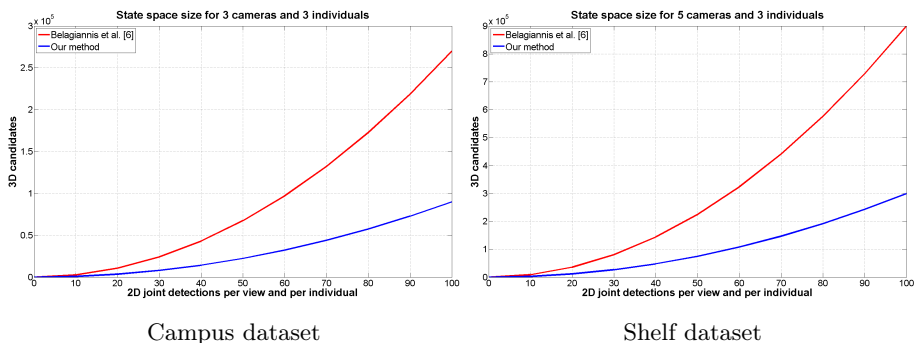 State space size for 3 cameras and 3 individuals
3 x 10^5
2.5
2
1.5
1
0.5
0
3D candidates
Belagiannis et al. [6]
Our method
0 10 20 30 40 50 60 70 80 90 100
2D joint detections per view and per individual
Campus dataset
State space size for 5 cameras and 3 individuals
9 x 10^5
8
7
6
5
4
3
2
1
0
3D candidates
Belagiannis et al. [6]
Our method
0 10 20 30 40 50 60 70 80 90 100
2D joint detections per view and per individual
Shelf dataset